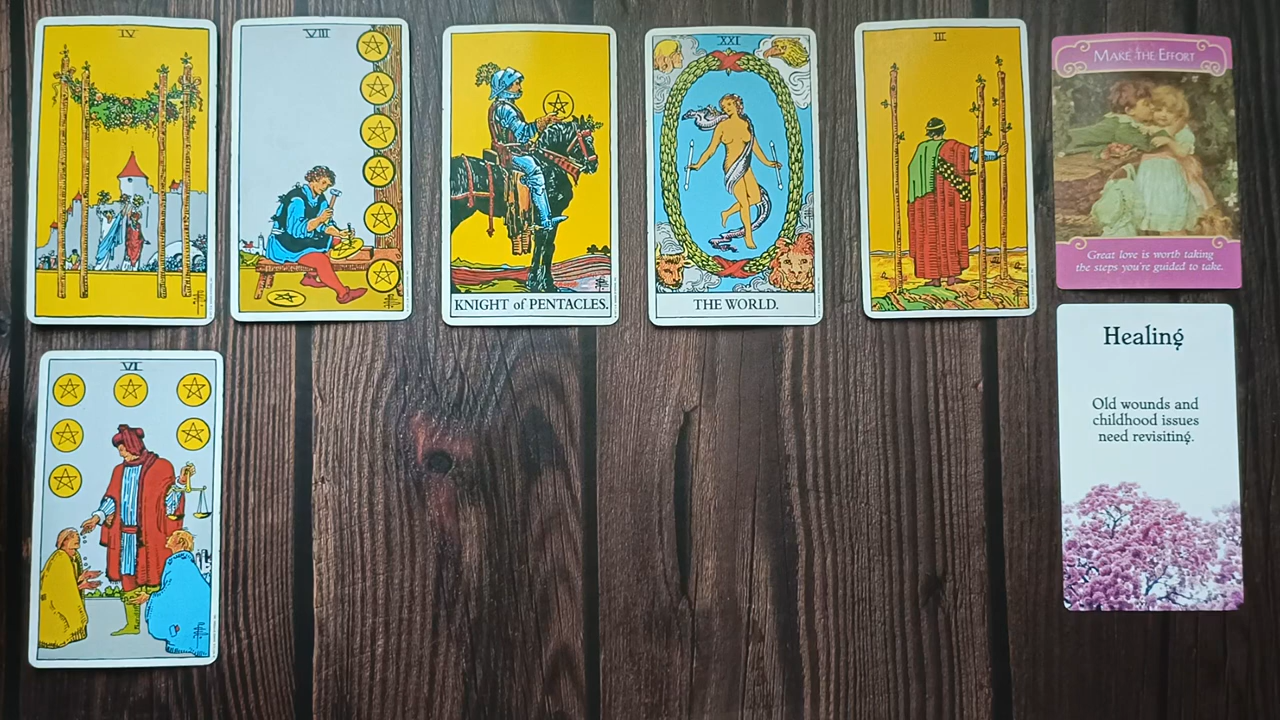 IV
VIII
KNIGHT of PENTACLES.
XXI
THE WORLD.
III
MAKE THE EFFORT
Great love is worth taking
the steps you're guided to take.
VI
Healing
Old wounds and
childhood issues
need revisiting.